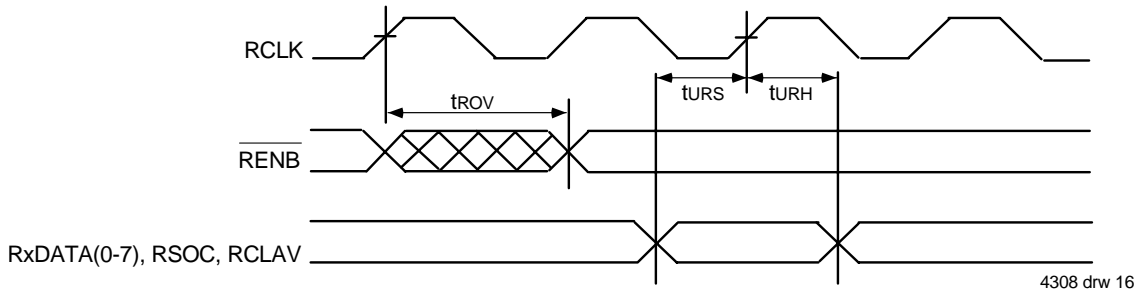 RCLK
tURS
tURH
tROV
RENB
RxDATA(0-7), RSOC, RCLAV
4308 drw 16